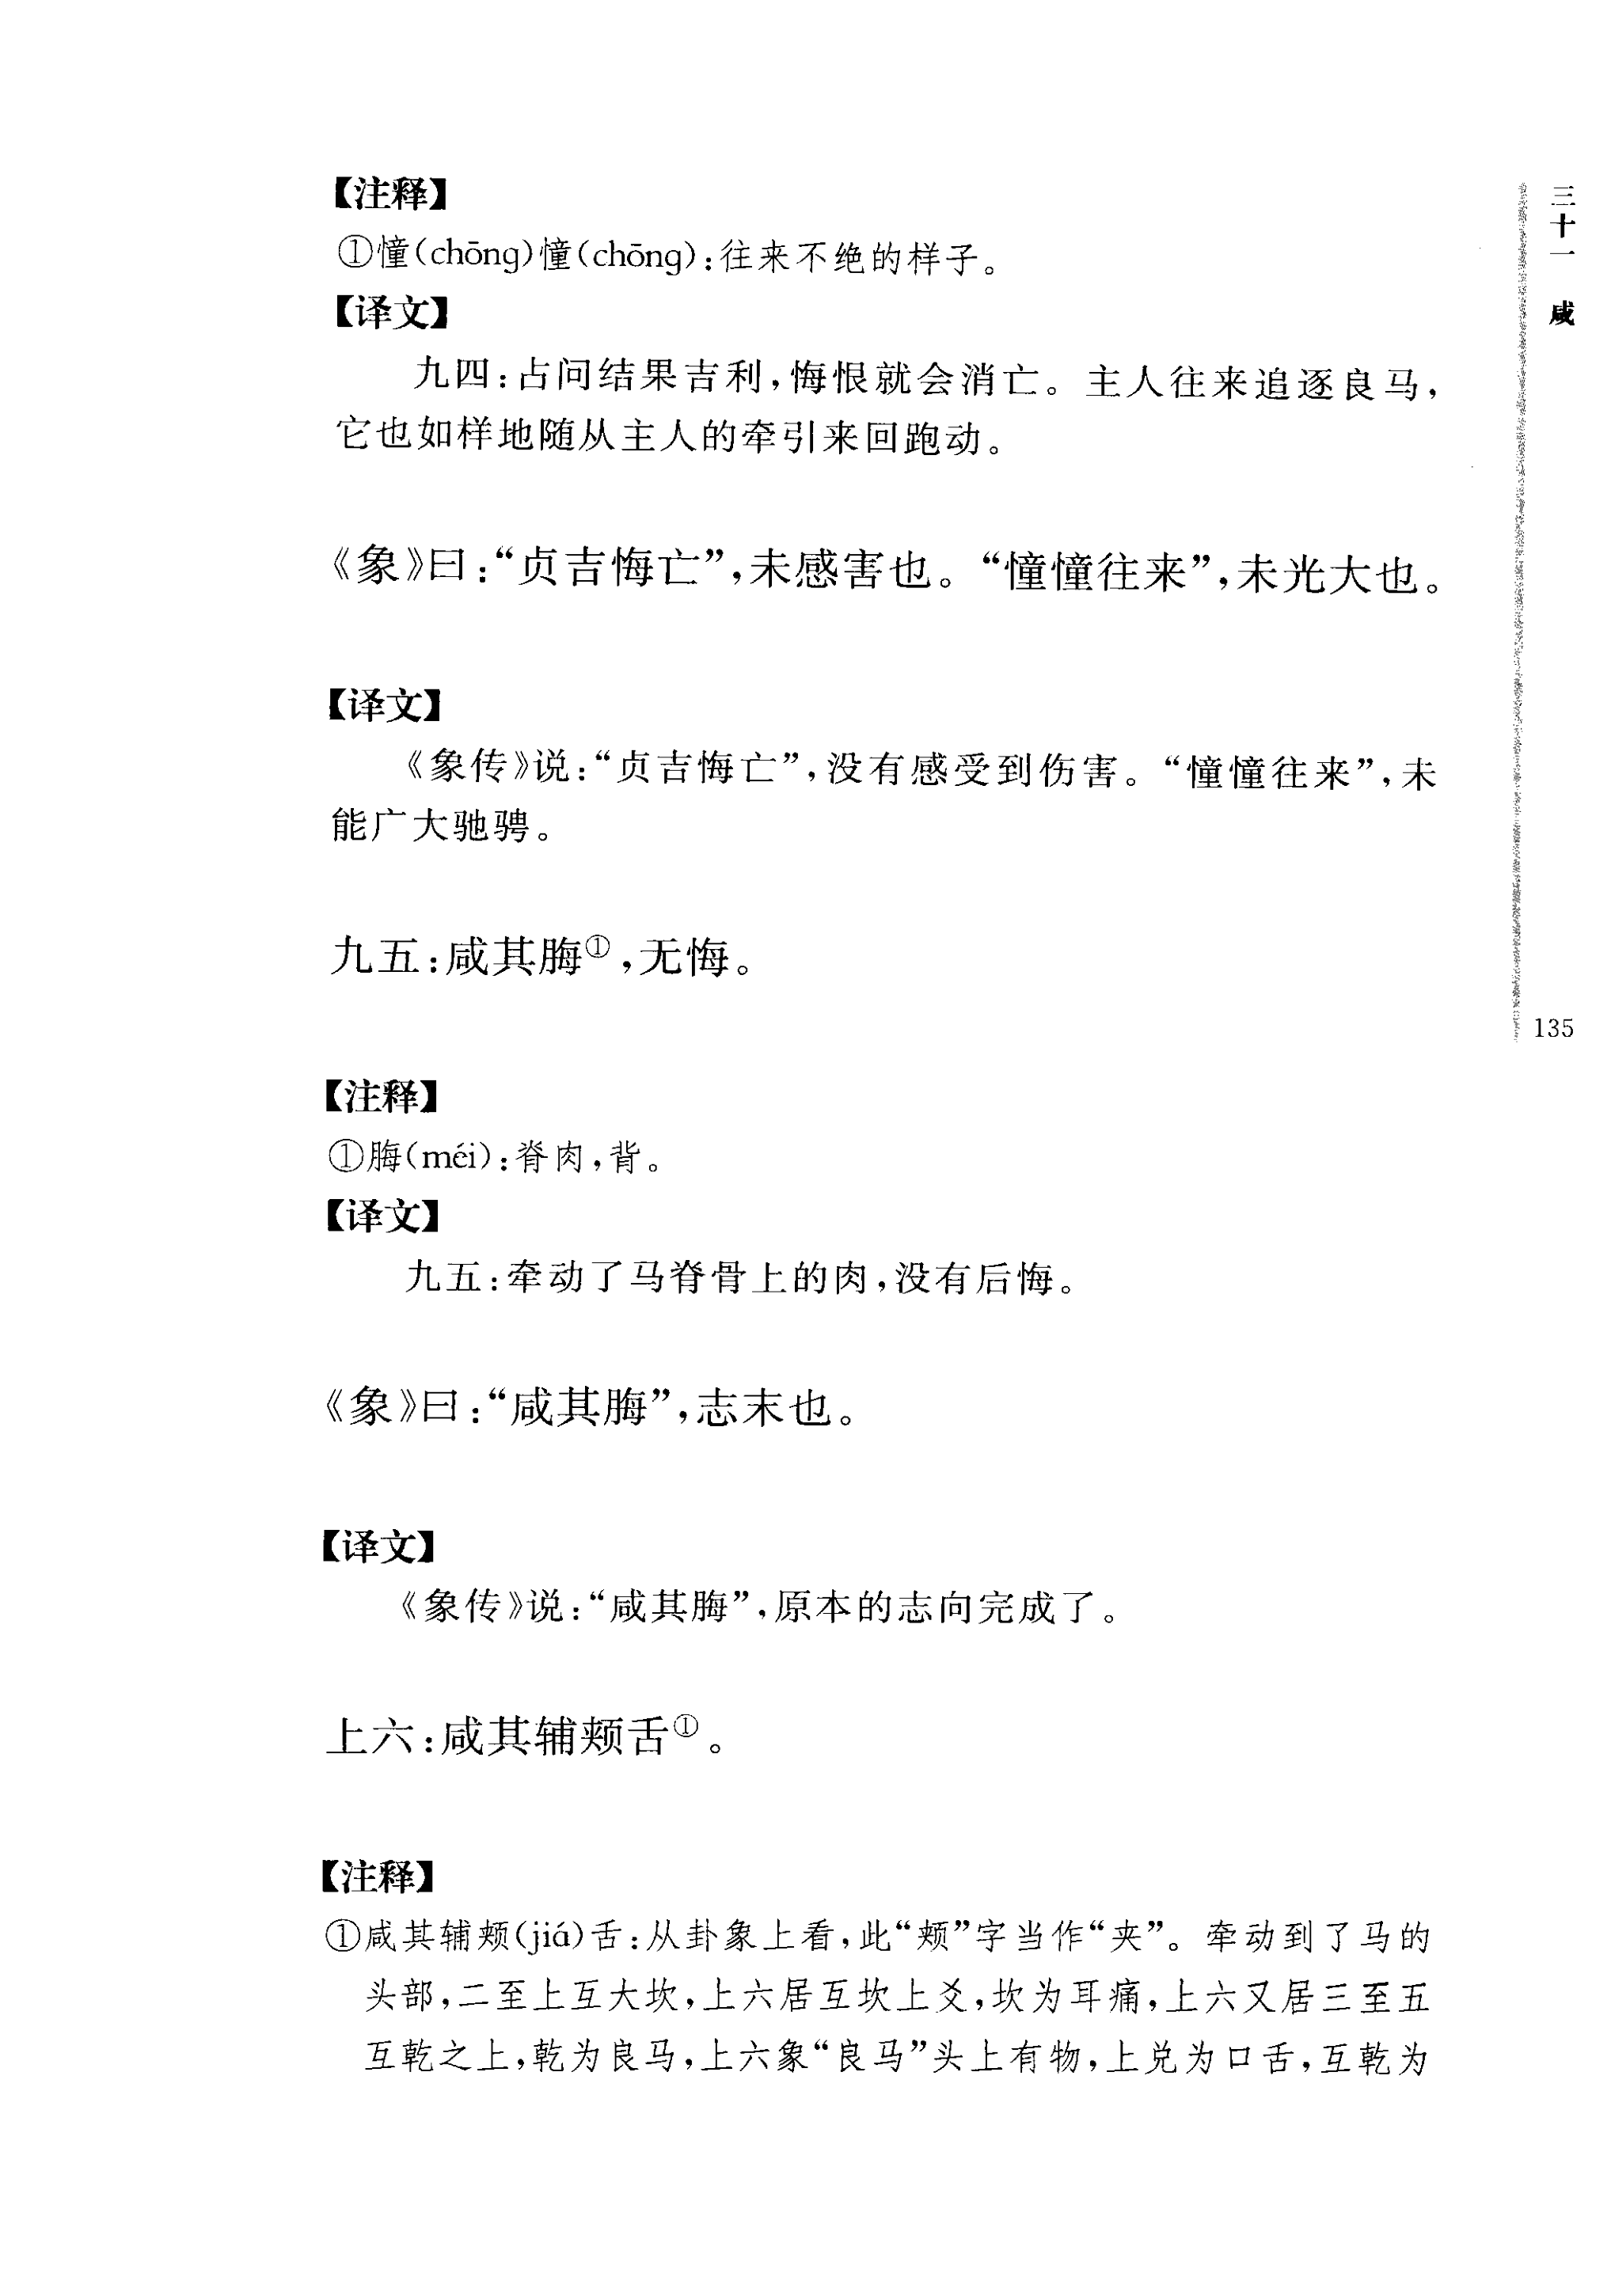 【注释】
①憧(chōng)憧(chōng):往来不绝的样子。
【译文】
九四:占问结果吉利,悔恨就会消亡。主人往来追逐良马,
它也如样地随从主人的牵引来回跑动。
《象》曰:“贞吉悔亡”,未感害也。“憧憧往来”,未光大也。
【译文】
《象传》说:“贞吉悔亡”,没有感受到伤害。“憧憧往来”,未
能广大驰骋。
九五:咸其脢①,无悔。
【注释】
①脢(méi):脊肉,背。
【译文】
九五:牵动了马脊骨上的肉,没有后悔。
《象》曰:“咸其脢”,志末也。
【译文】
《象传》说:“咸其脢”,原本的志向完成了。
上六:咸其辅颊舌①。
【注释】
①咸其辅颊(jiá)舌:从卦象上看,此“颊”字当作“夹”。牵动到了马的
头部,二至上互大坎,上六居互坎上爻,坎为耳痛,上六又居三至五
互乾之上,乾为良马,上六象“良马”头上有物,上兑为口舌,互乾为
三十一 咸
135